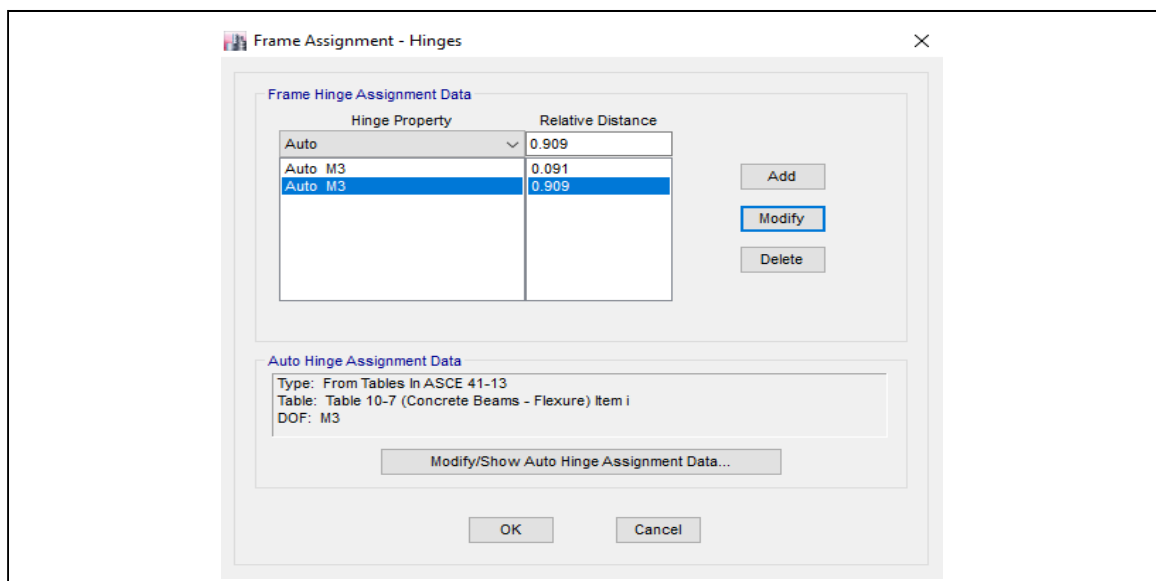 Frame Assignment - Hinges
Frame Hinge Assignment Data
Hinge Property Relative Distance
Auto 0.909
Auto M3 0.091
Auto M3 0.909
Add
Modify
Delete
Auto Hinge Assignment Data
Type: From Tables In ASCE 41-13
Table: Table 10-7 (Concrete Beams - Flexure) Item i
DOF: M3
Modify/Show Auto Hinge Assignment Data...
OK Cancel